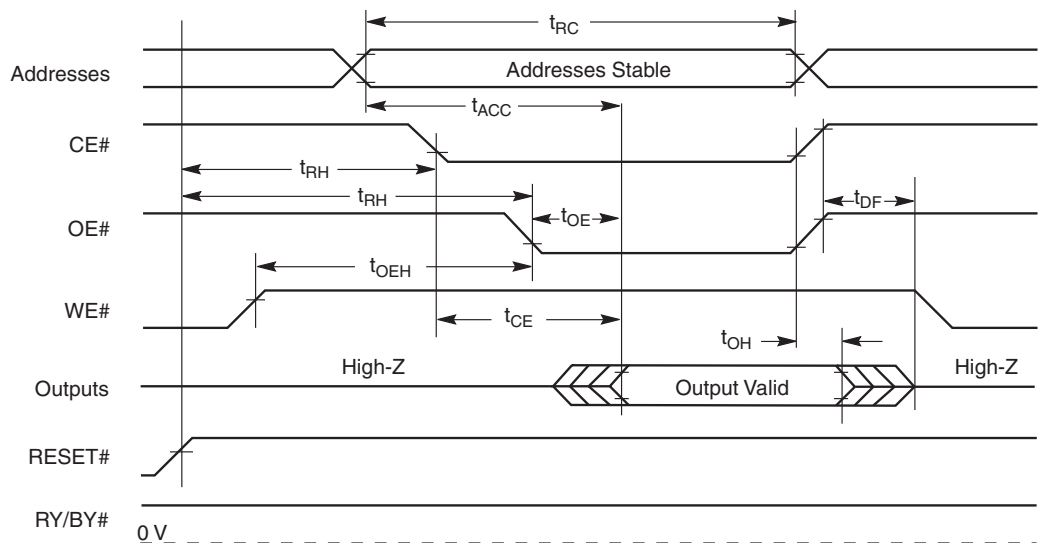 tRC
Addresses
Addresses Stable
tACC
CE#
tRH
tRH
tOE
tDF
OE#
tOEH
WE#
tCE
tOH
High-Z
High-Z
Outputs
Output Valid
RESET#
RY/BY#
0 V